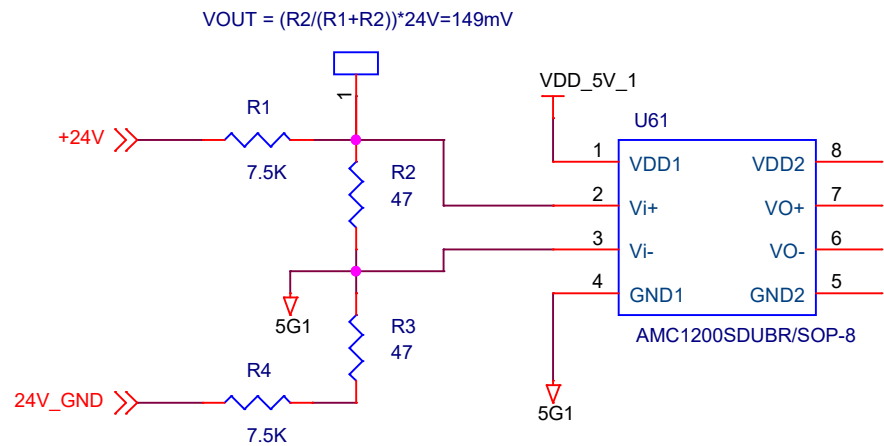 VOUT = (R2/(R1+R2))*24V=149mV
1
VDD_5V_1
R1
U61
+24V
7.5K
1 VDD1 VDD2 8
R2
47
2 Vi+ VO+ 7
3 Vi- VO- 6
4 GND1 GND2 5
5G1
R3
47
AMC1200SDUBR/SOP-8
R4
24V_GND
5G1
7.5K